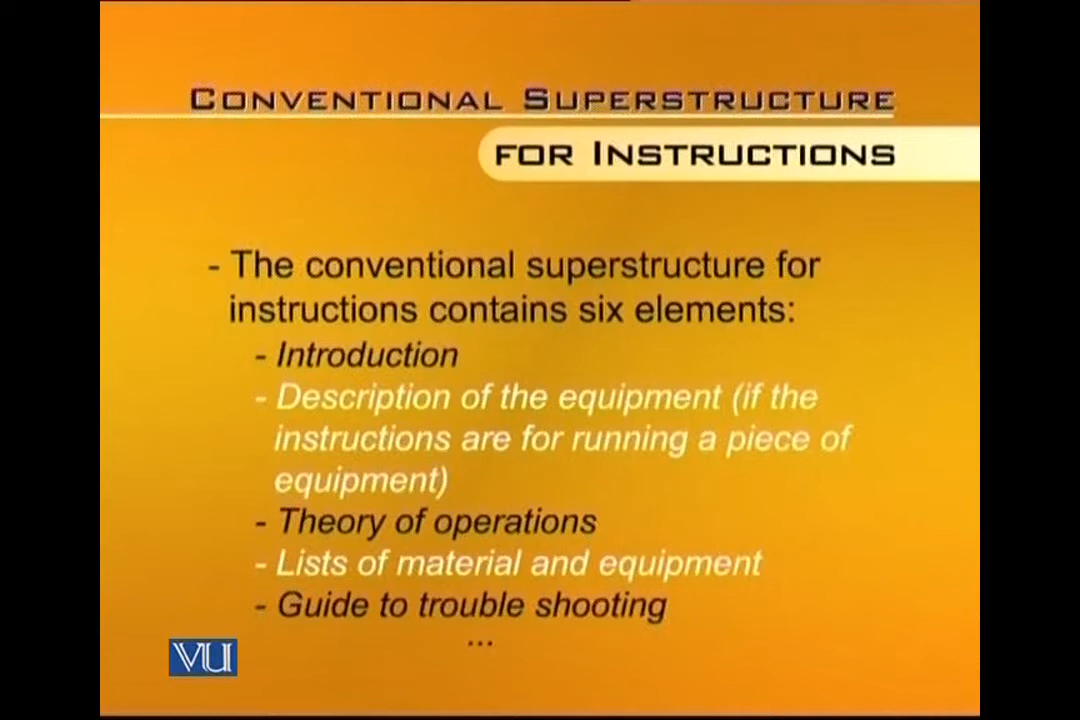 CONVENTIONAL SUPERSTRUCTURE
FOR INSTRUCTIONS
- The conventional superstructure for
instructions contains six elements:
- Introduction
- Description of the equipment (if the
instructions are for running a piece of
equipment)
- Theory of operations
- Lists of material and equipment
- Guide to trouble shooting
...
VU